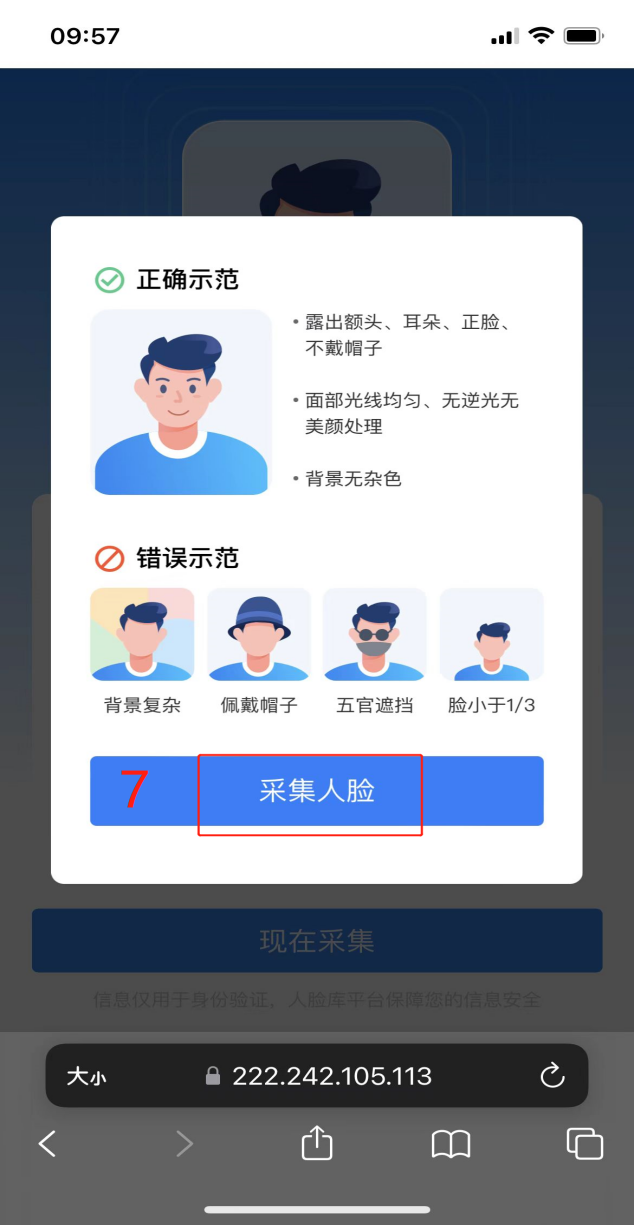 09:57
正确示范
• 露出额头、耳朵、正脸、
不戴帽子
• 面部光线均匀、无逆光无
美颜处理
• 背景无杂色
错误示范
背景复杂
佩戴帽子
五官遮挡
脸小于1/3
7
采集人脸
现在采集
信息仅用于身份验证，人脸库平台保障您的信息安全
大小
222.242.105.113